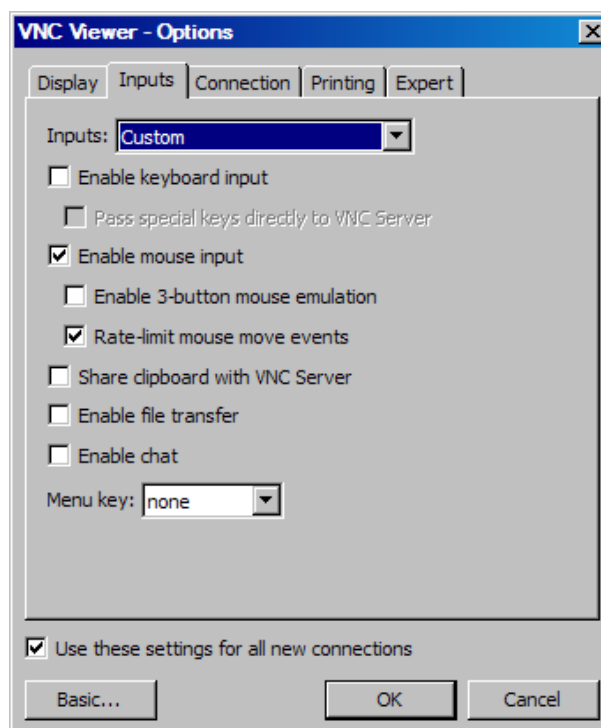 VNC Viewer - Options
Display Inputs Connection Printing Expert
Inputs: Custom
Enable keyboard input
Pass special keys directly to VNC Server
Enable mouse input
Enable 3-button mouse emulation
Rate-limit mouse move events
Share clipboard with VNC Server
Enable file transfer
Enable chat
Menu key: none
Use these settings for all new connections
Basic... OK Cancel